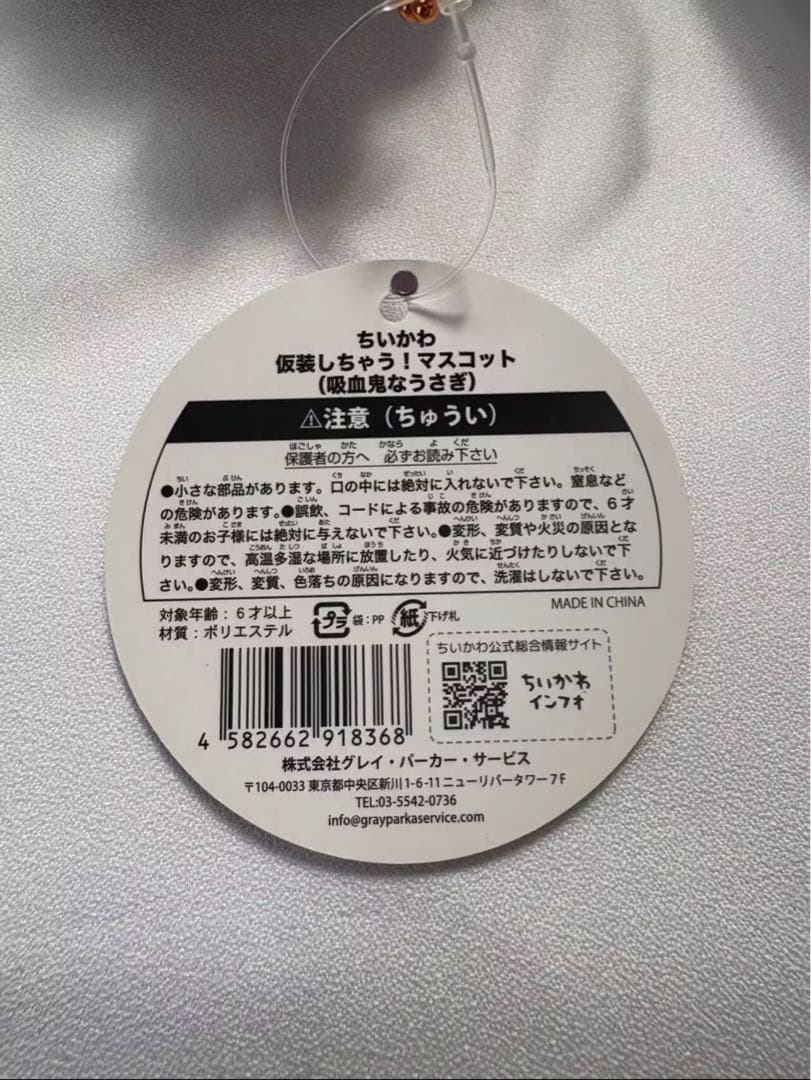 ちいかわ
仮装しちゃう！マスコット
（吸血鬼なうさぎ）
⚠注意（ちゅうい）
保護者の方へ 必ずお読み下さい
●小さな部品があります。口の中には絶対に入れないで下さい。窒息など
の危険があります。●誤飲、コードによる事故の危険がありますので、6才
未満のお子様には絶対に与えないで下さい。●変形、変質や火災の原因とな
りますので、高温多湿な場所に放置したり、火気に近づけたりしないで下
さい。●変形、変質、色落ちの原因になりますので、洗濯はしないで下さい。
MADE IN CHINA
対象年齢：6才以上
材質：ポリエステル
プラ 袋：PP 紙 下げ札
ちいかわ公式総合情報サイト
ちいかわ
インフォ
4 582662 918368
株式会社グレイ・パーカー・サービス
〒104-0033 東京都中央区新川1-6-11ニューリバータワー7F
TEL:03-5542-0736
info@grayparkaservice.com